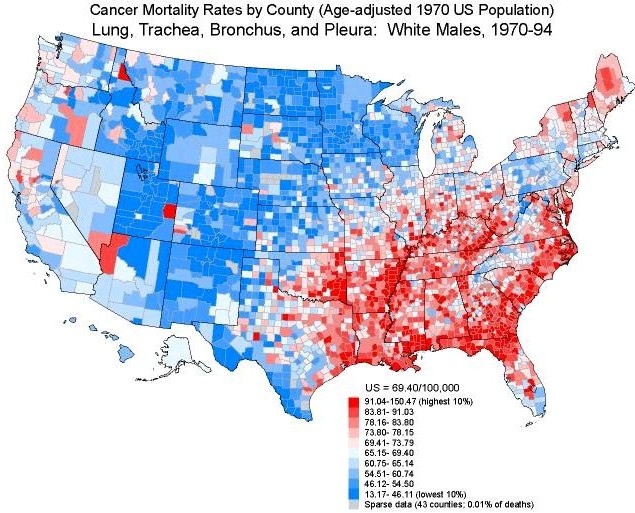 Cancer Mortality Rates by County (Age-adjusted 1970 US Population)
Lung, Trachea, Bronchus, and Pleura: White Males, 1970-94
US = 69.40/100,000
91.04-150.47 (highest 10%)
83.81- 91.03
78.16- 83.80
73.80- 78.15
69.41- 73.79
65.15- 69.40
60.75- 65.14
54.51- 60.74
46.12- 54.50
13.17- 46.11 (lowest 10%)
Sparse data (43 counties; 0.01% of deaths)